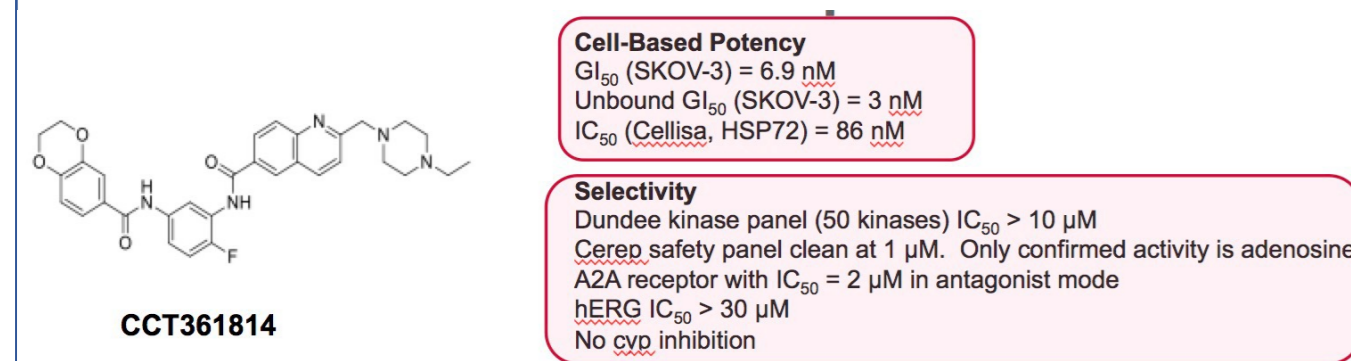 Cell-Based Potency
GI50 (SKOV-3) = 6.9 nM
Unbound GI50 (SKOV-3) = 3 nM
IC50 (Cellisa, HSP72) = 86 nM
Selectivity
Dundee kinase panel (50 kinases) IC50 > 10 µM
Cerep safety panel clean at 1 µM. Only confirmed activity is adenosine
A2A receptor with IC50 = 2 µM in antagonist mode
hERG IC50 > 30 µM
No cyp inhibition
O
O
O
H
N
O
NH
F
N
N
N
CCT361814